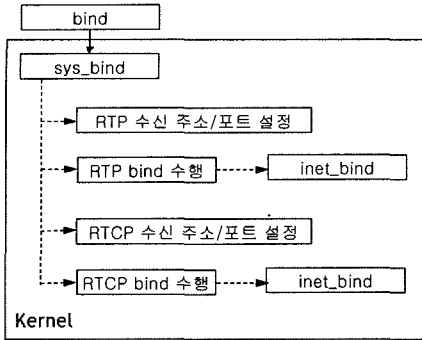 bind
sys_bind
RTP 수신 주소/포트 설정
RTP bind 수행
inet_bind
RTCP 수신 주소/포트 설정
RTCP bind 수행
inet_bind
Kernel